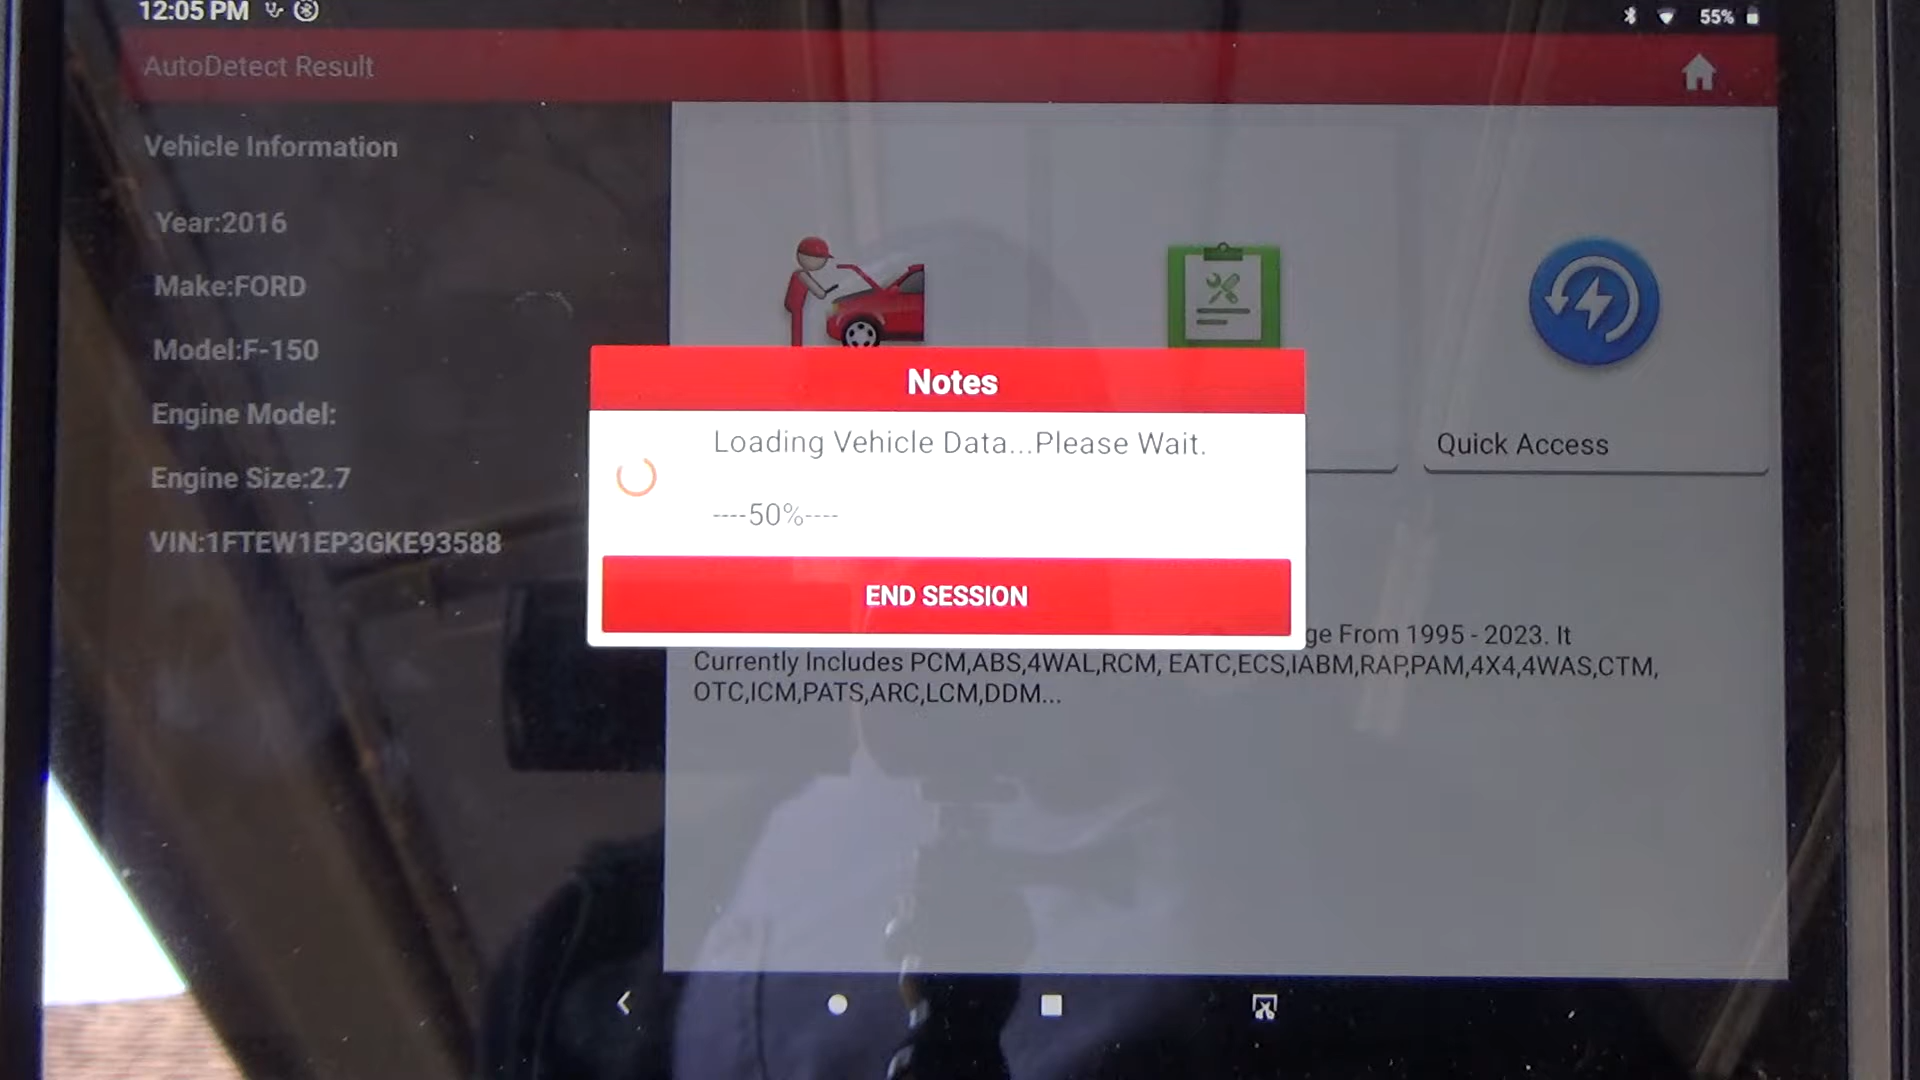 12:05 PM
55%
AutoDetect Result
Vehicle Information
Year:2016
Make:FORD
Model:F-150
Engine Model:
Engine Size:2.7
VIN:1FTEW1EP3GKE93588
Notes
Loading Vehicle Data...Please Wait.
----50%----
END SESSION
Quick Access
From 1995 - 2023. It
Currently Includes PCM,ABS,4WAL,RCM, EATC,ECS,IABM,RAP,PAM,4X4,4WAS,CTM,
OTC,ICM,PATS,ARC,LCM,DDM...